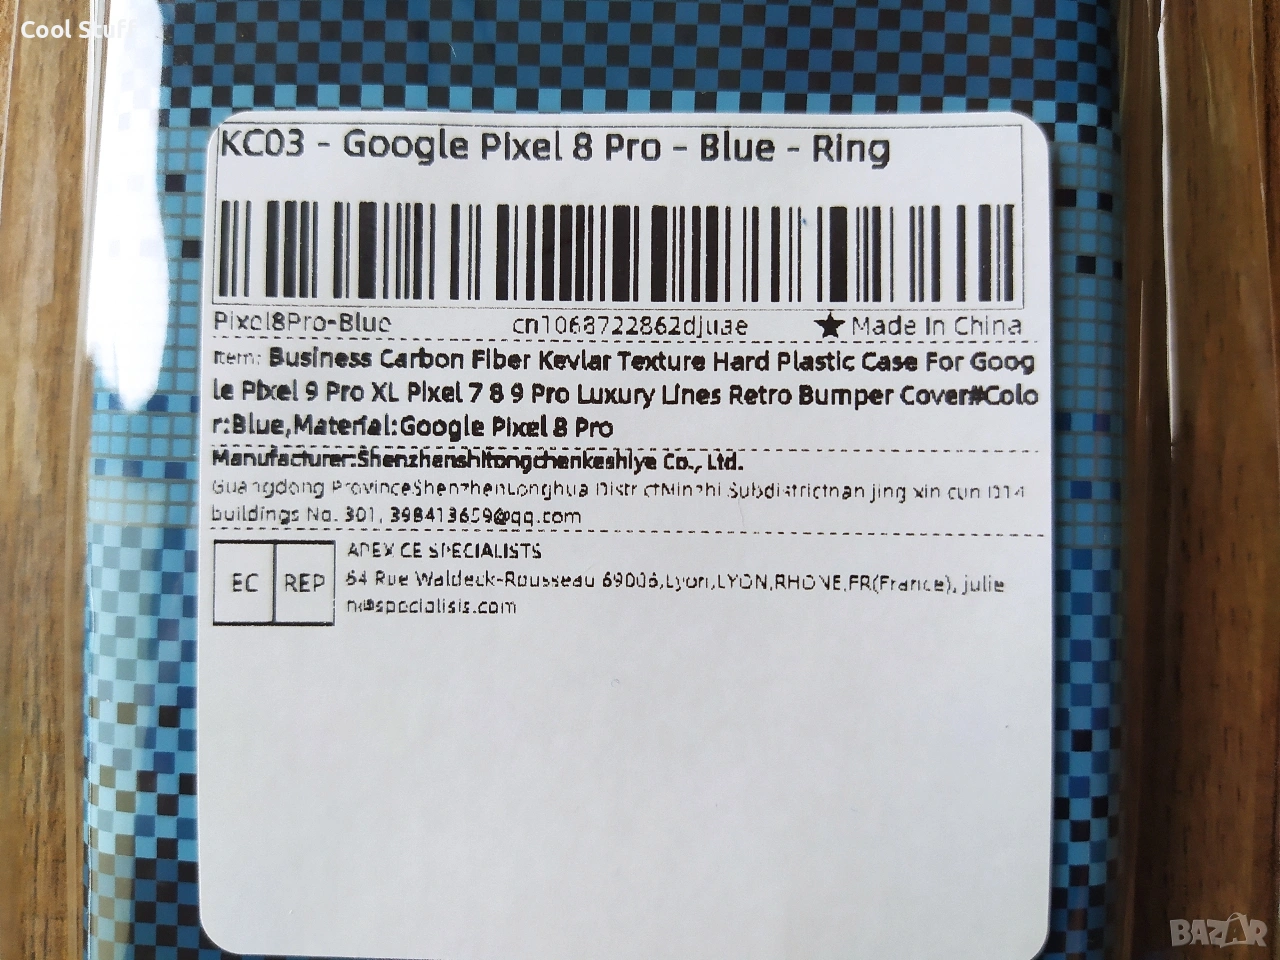 Cool Stuff
KC03 - Google Pixel 8 Pro - Blue - Ring
Pixel8Pro-Blue cn1068722862djuae ★ Made In China
Item: Business Carbon Fiber Kevlar Texture Hard Plastic Case For Goog
le Pixel 9 Pro XL Pixel 7 8 9 Pro Luxury Lines Retro Bumper Cover#Colo
r:Blue,Material:Google Pixel 8 Pro
Manufacturer:Shenzhenshitongchenkeshiye Co., Ltd.
Guangdong ProvinceShenzhenLonghua DistrictMinzhi Subdistrictnan jing xin cun D14
buildings No. 301, 398413659@qq.com
EC REP
APEX CE SPECIALISTS
64 Rue Waldeck-Rousseau 69006,Lyon,LYON,RHONE,FR(France), julie
BAZAR